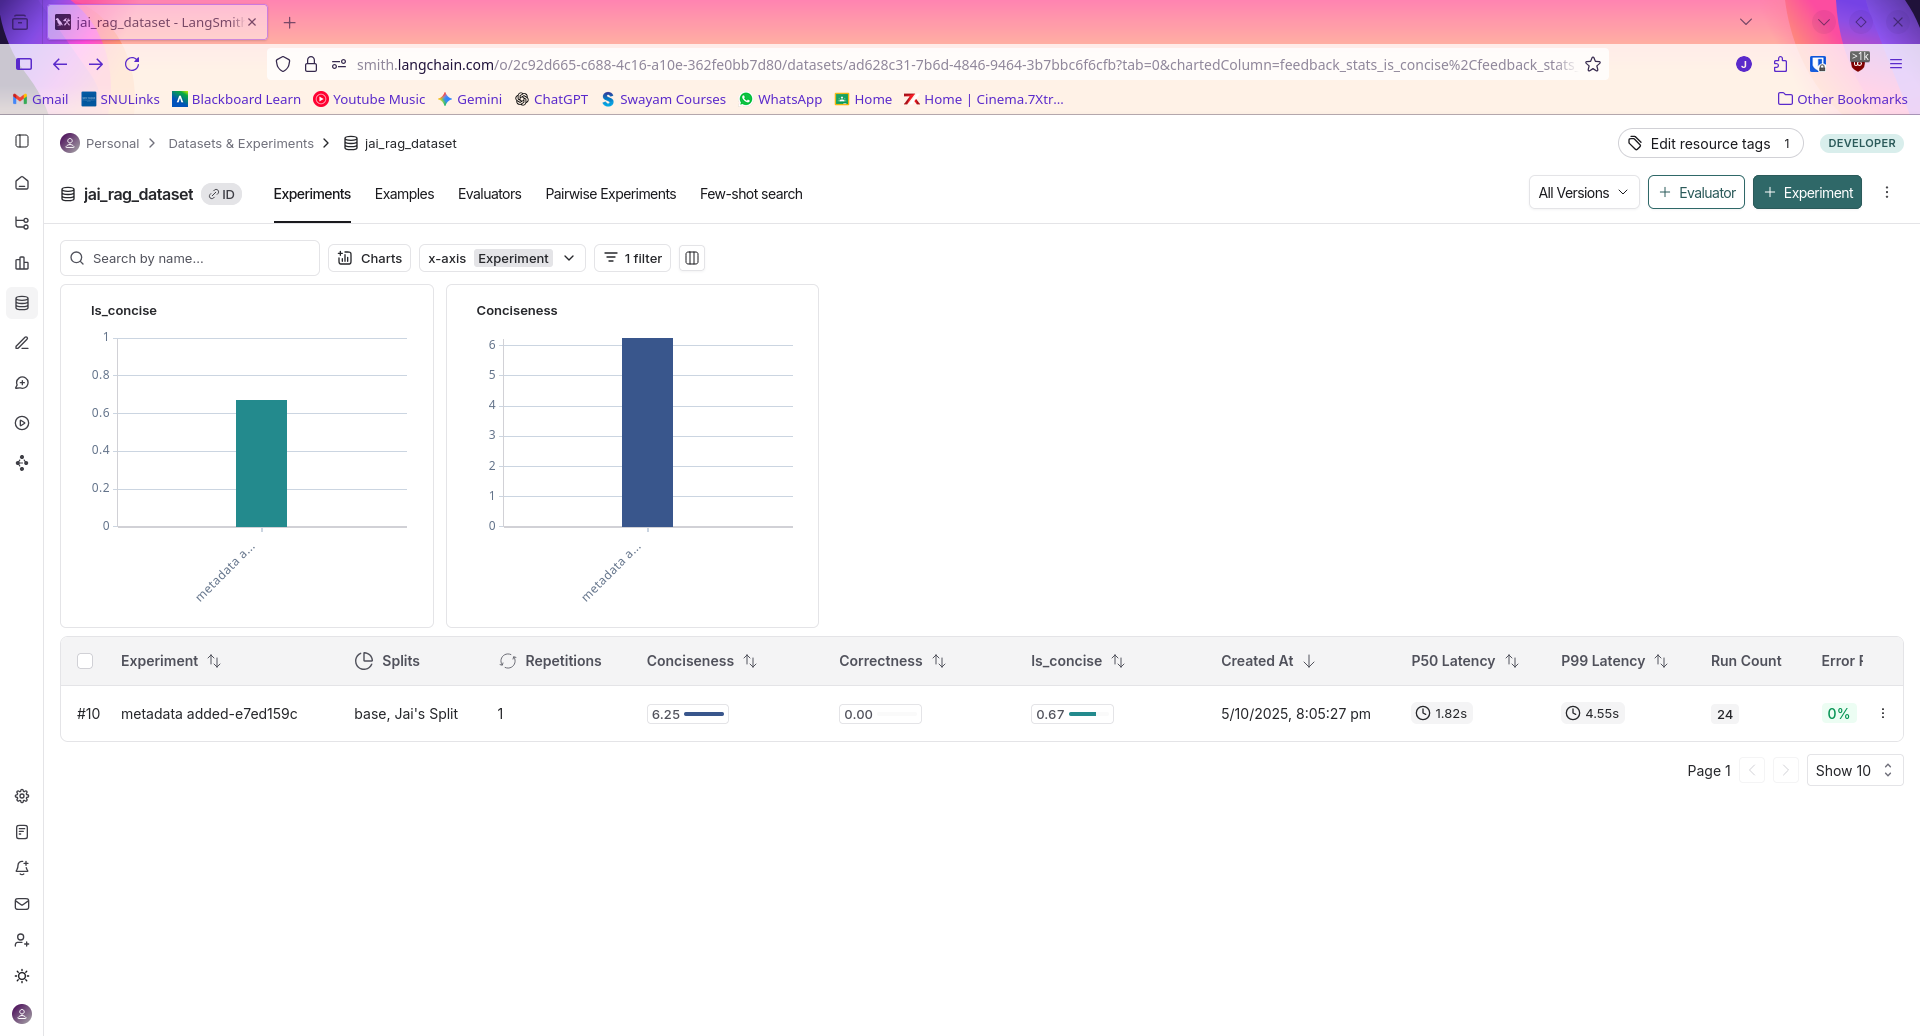 jai_rag_dataset - LangSmith
smith.langchain.com/o/2c92d665-c688-4c16-a10e-362fe0bb7d80/datasets/ad628c31-7b6d-4846-9464-3b7bbc6f6cfb?tab=0&chartedColumn=feedback_stats_is_concise%2Cfeedback_stats
J
>1k
Gmail SNULinks Blackboard Learn Youtube Music Gemini ChatGPT Swayam Courses WhatsApp Home Home | Cinema.7Xtr... Other Bookmarks
Personal Datasets & Experiments jai_rag_dataset Edit resource tags 1 DEVELOPER
jai_rag_dataset ID Experiments Examples Evaluators Pairwise Experiments Few-shot search All Versions + Evaluator + Experiment
Search by name... Charts x-axis Experiment 1 filter
Is_concise
1
0.8
0.6
0.4
0.2
0
metadata a...
Conciseness
6
5
4
3
2
1
0
metadata a...
Experiment Splits Repetitions Conciseness Correctness Is_concise Created At P50 Latency P99 Latency Run Count Error F
#10 metadata added-e7ed159c base, Jai's Split 1 6.25 0.00 0.67 5/10/2025, 8:05:27 pm 1.82s 4.55s 24 0%
Page 1 Show 10